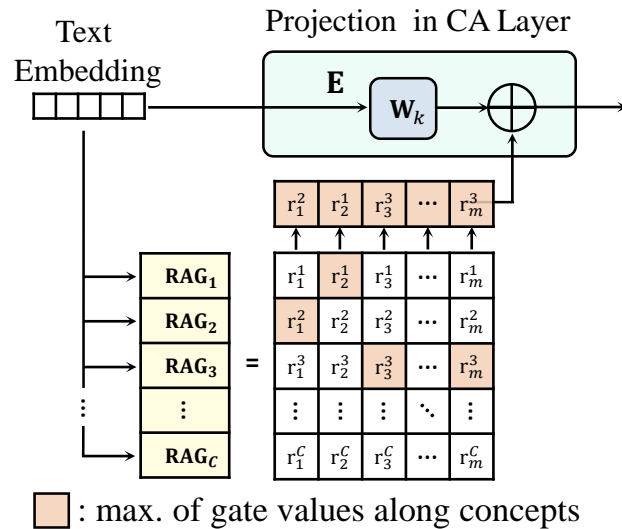 Text
Embedding
Projection in CA Layer
E
W_k
r_1^2 r_2^1 r_3^3 ⋯ r_m^3
RAG_1 r_1^1 r_2^1 r_3^1 ⋯ r_m^1
RAG_2 r_1^2 r_2^2 r_3^2 ⋯ r_m^2
RAG_3 = r_1^3 r_2^3 r_3^3 ⋯ r_m^3
⋮ ⋮ ⋮ ⋮ ⋮ ⋱ ⋮
RAG_C r_1^C r_2^C r_3^C ⋯ r_m^C
: max. of gate values along concepts